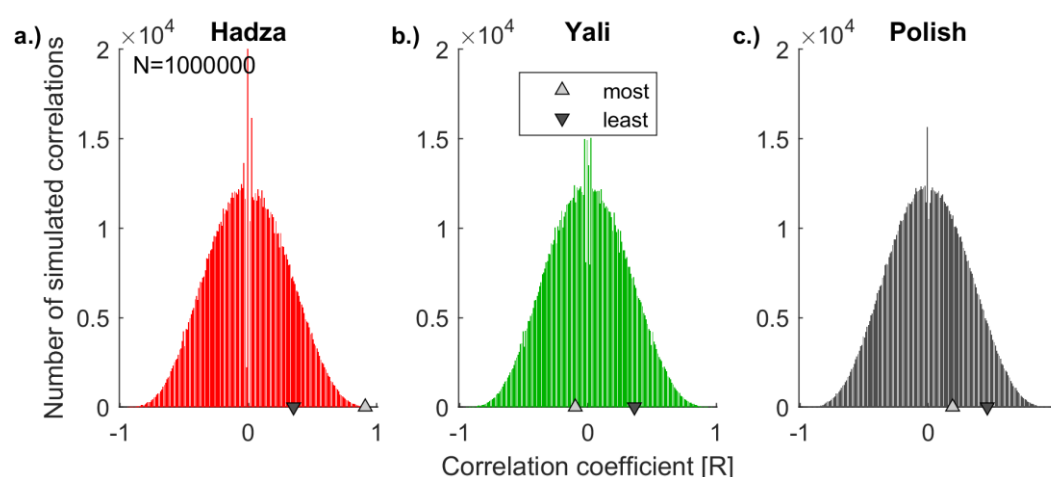 a.)
Hadza
×10⁴
N=1000000
2
1.5
1
0.5
0
-1
0
1
Number of simulated correlations
b.)
Yali
×10⁴
most
least
2
1.5
1
0.5
0
-1
0
1
Correlation coefficient [R]
c.)
Polish
×10⁴
2
1.5
1
0.5
0
-1
0